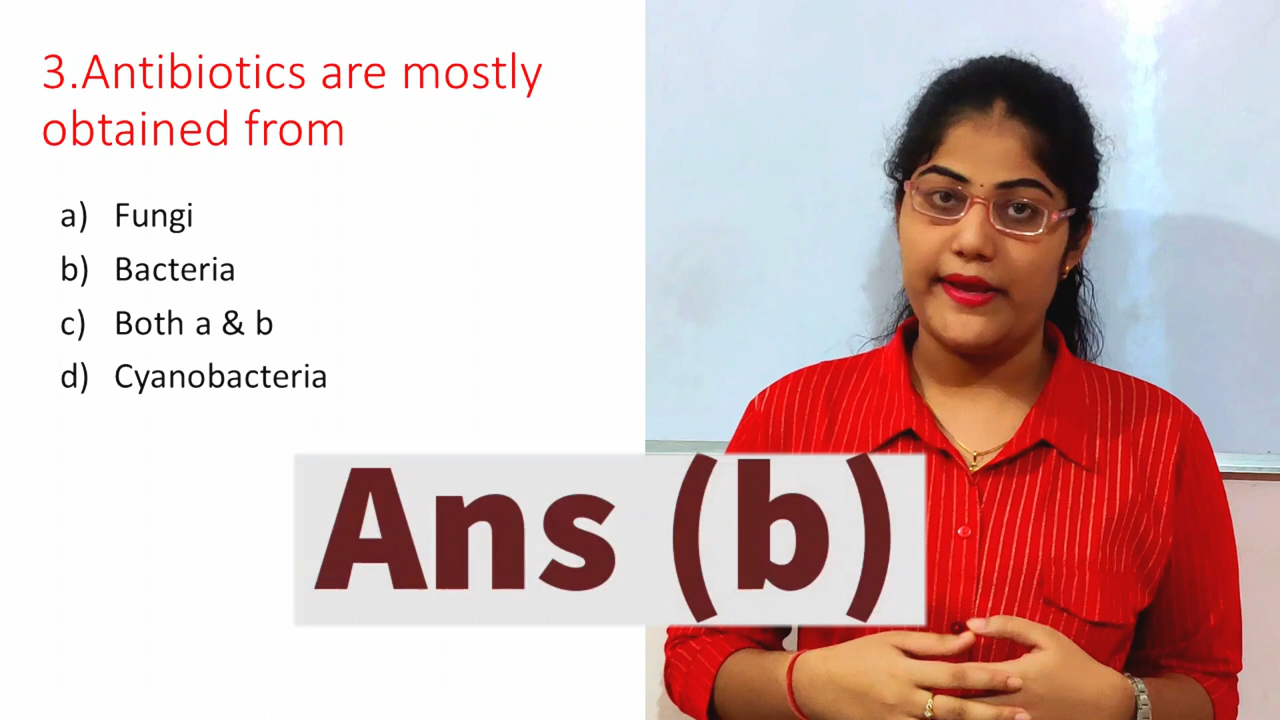 3.Antibiotics are mostly
obtained from
a) Fungi
b) Bacteria
c) Both a & b
d) Cyanobacteria
Ans (b)